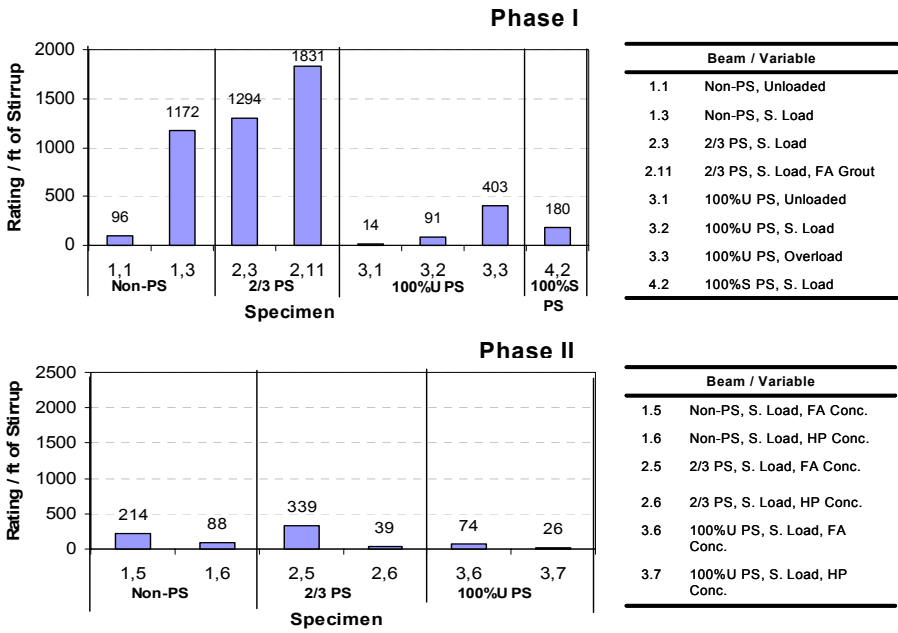 Phase I
Rating / ft of Stirrup
2000
1500
1000
500
0
96
1172
1294
1831
14
91
403
180
1,1 1,3 2,3 2,11 3,1 3,2 3,3 4,2
Non-PS 2/3 PS 100%U PS 100%S PS
Specimen
Beam / Variable
1.1 Non-PS, Unloaded
1.3 Non-PS, S. Load
2.3 2/3 PS, S. Load
2.11 2/3 PS, S. Load, FA Grout
3.1 100%U PS, Unloaded
3.2 100%U PS, S. Load
3.3 100%U PS, Overload
4.2 100%S PS, S. Load
Phase II
Rating / ft of Stirrup
2500
2000
1500
1000
500
0
214
88
339
39
74
26
1,5 1,6 2,5 2,6 3,6 3,7
Non-PS 2/3 PS 100%U PS
Specimen
Beam / Variable
1.5 Non-PS, S. Load, FA Conc.
1.6 Non-PS, S. Load, HP Conc.
2.5 2/3 PS, S. Load, FA Conc.
2.6 2/3 PS, S. Load, HP Conc.
3.6 100%U PS, S. Load, FA
Conc.
3.7 100%U PS, S. Load, HP
Conc.